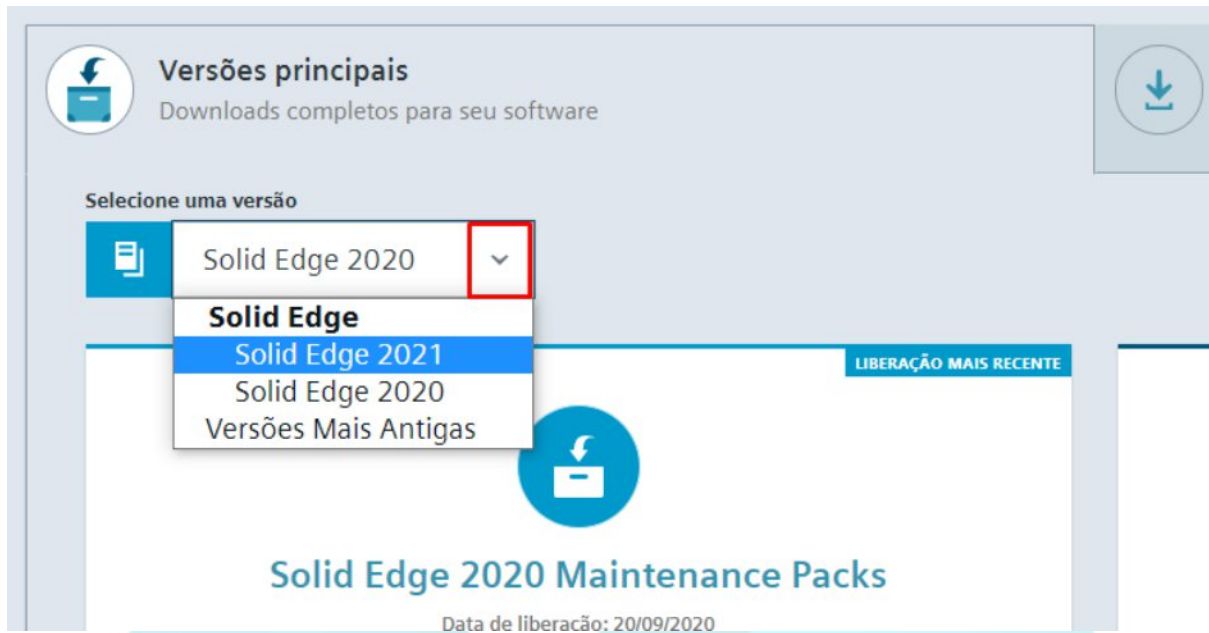 Versões principais
Downloads completos para seu software
Selecione uma versão
Solid Edge 2020
Solid Edge
Solid Edge 2021
Solid Edge 2020
Versões Mais Antigas
LIBERAÇÃO MAIS RECENTE
Solid Edge 2020 Maintenance Packs
Data de liberação: 20/09/2020